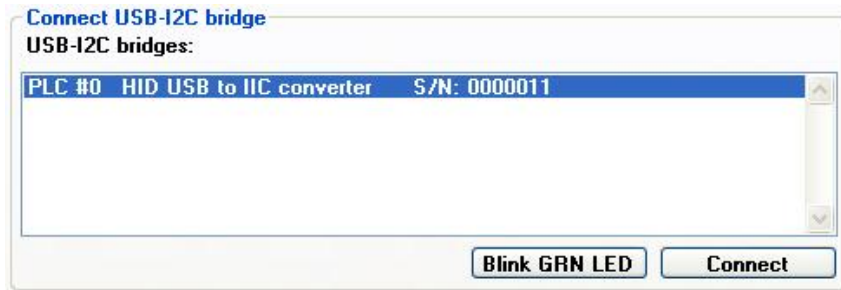 Connect USB-I2C bridge
USB-I2C bridges:
PLC #0 HID USB to IIC converter S/N: 0000011
Blink GRN LED Connect